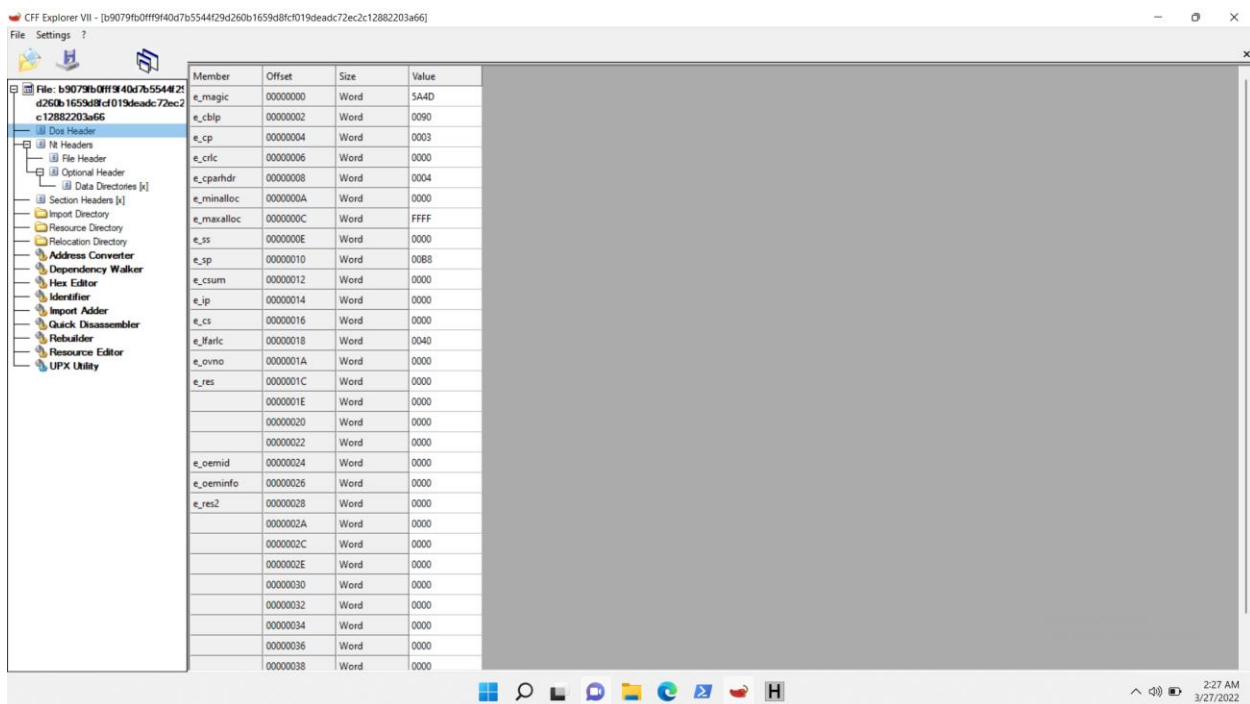 CFF Explorer VII - [b9079fb0fff9f40d7b5544f29d260b1659d8fcf019deadc72ec2c12882203a66]
File Settings ?
File: b9079fb0fff9f40d7b5544f29
d260b1659d8fcf019deadc72ec2
c12882203a66
Dos Header
Nt Headers
File Header
Optional Header
Data Directories [x]
Section Headers [x]
Import Directory
Resource Directory
Relocation Directory
Address Converter
Dependency Walker
Hex Editor
Identifier
Import Adder
Quick Disassembler
Rebuilder
Resource Editor
UPX Utility
Member Offset Size Value
e_magic 00000000 Word 5A4D
e_cblp 00000002 Word 0090
e_cp 00000004 Word 0003
e_crlc 00000006 Word 0000
e_cparhdr 00000008 Word 0004
e_minalloc 0000000A Word 0000
e_maxalloc 0000000C Word FFFF
e_ss 0000000E Word 0000
e_sp 00000010 Word 00B8
e_csum 00000012 Word 0000
e_ip 00000014 Word 0000
e_cs 00000016 Word 0000
e_lfarlc 00000018 Word 0040
e_ovno 0000001A Word 0000
e_res 0000001C Word 0000
0000001E Word 0000
00000020 Word 0000
00000022 Word 0000
e_oemid 00000024 Word 0000
e_oeminfo 00000026 Word 0000
e_res2 00000028 Word 0000
0000002A Word 0000
0000002C Word 0000
0000002E Word 0000
00000030 Word 0000
00000032 Word 0000
00000034 Word 0000
00000036 Word 0000
00000038 Word 0000
H
2:27 AM
3/27/2022